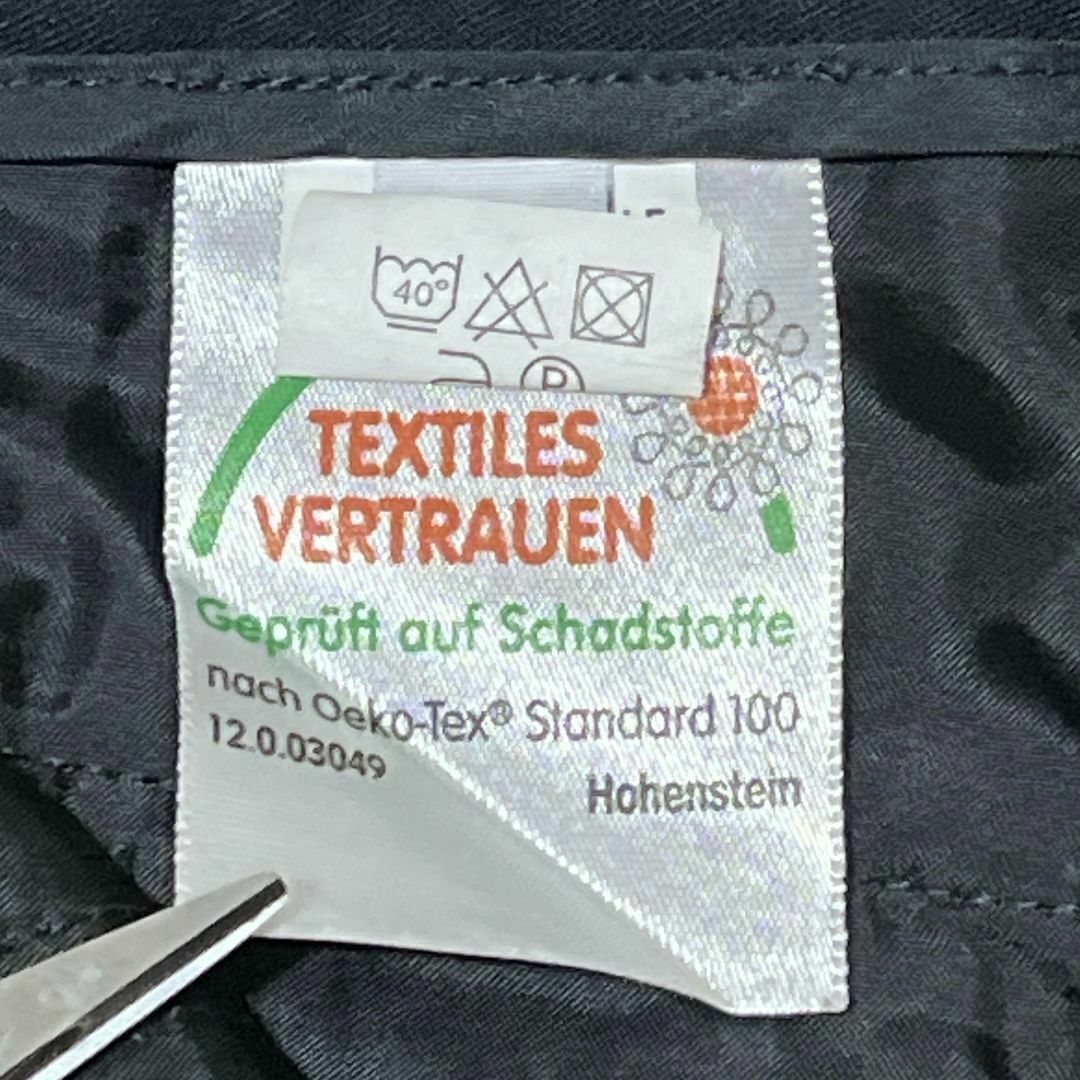 40°
P
TEXTILES
VERTRAUEN
Geprüft auf Schadstoffe
nach Oeko-Tex® Standard 100
12.0.03049
Hohenstein